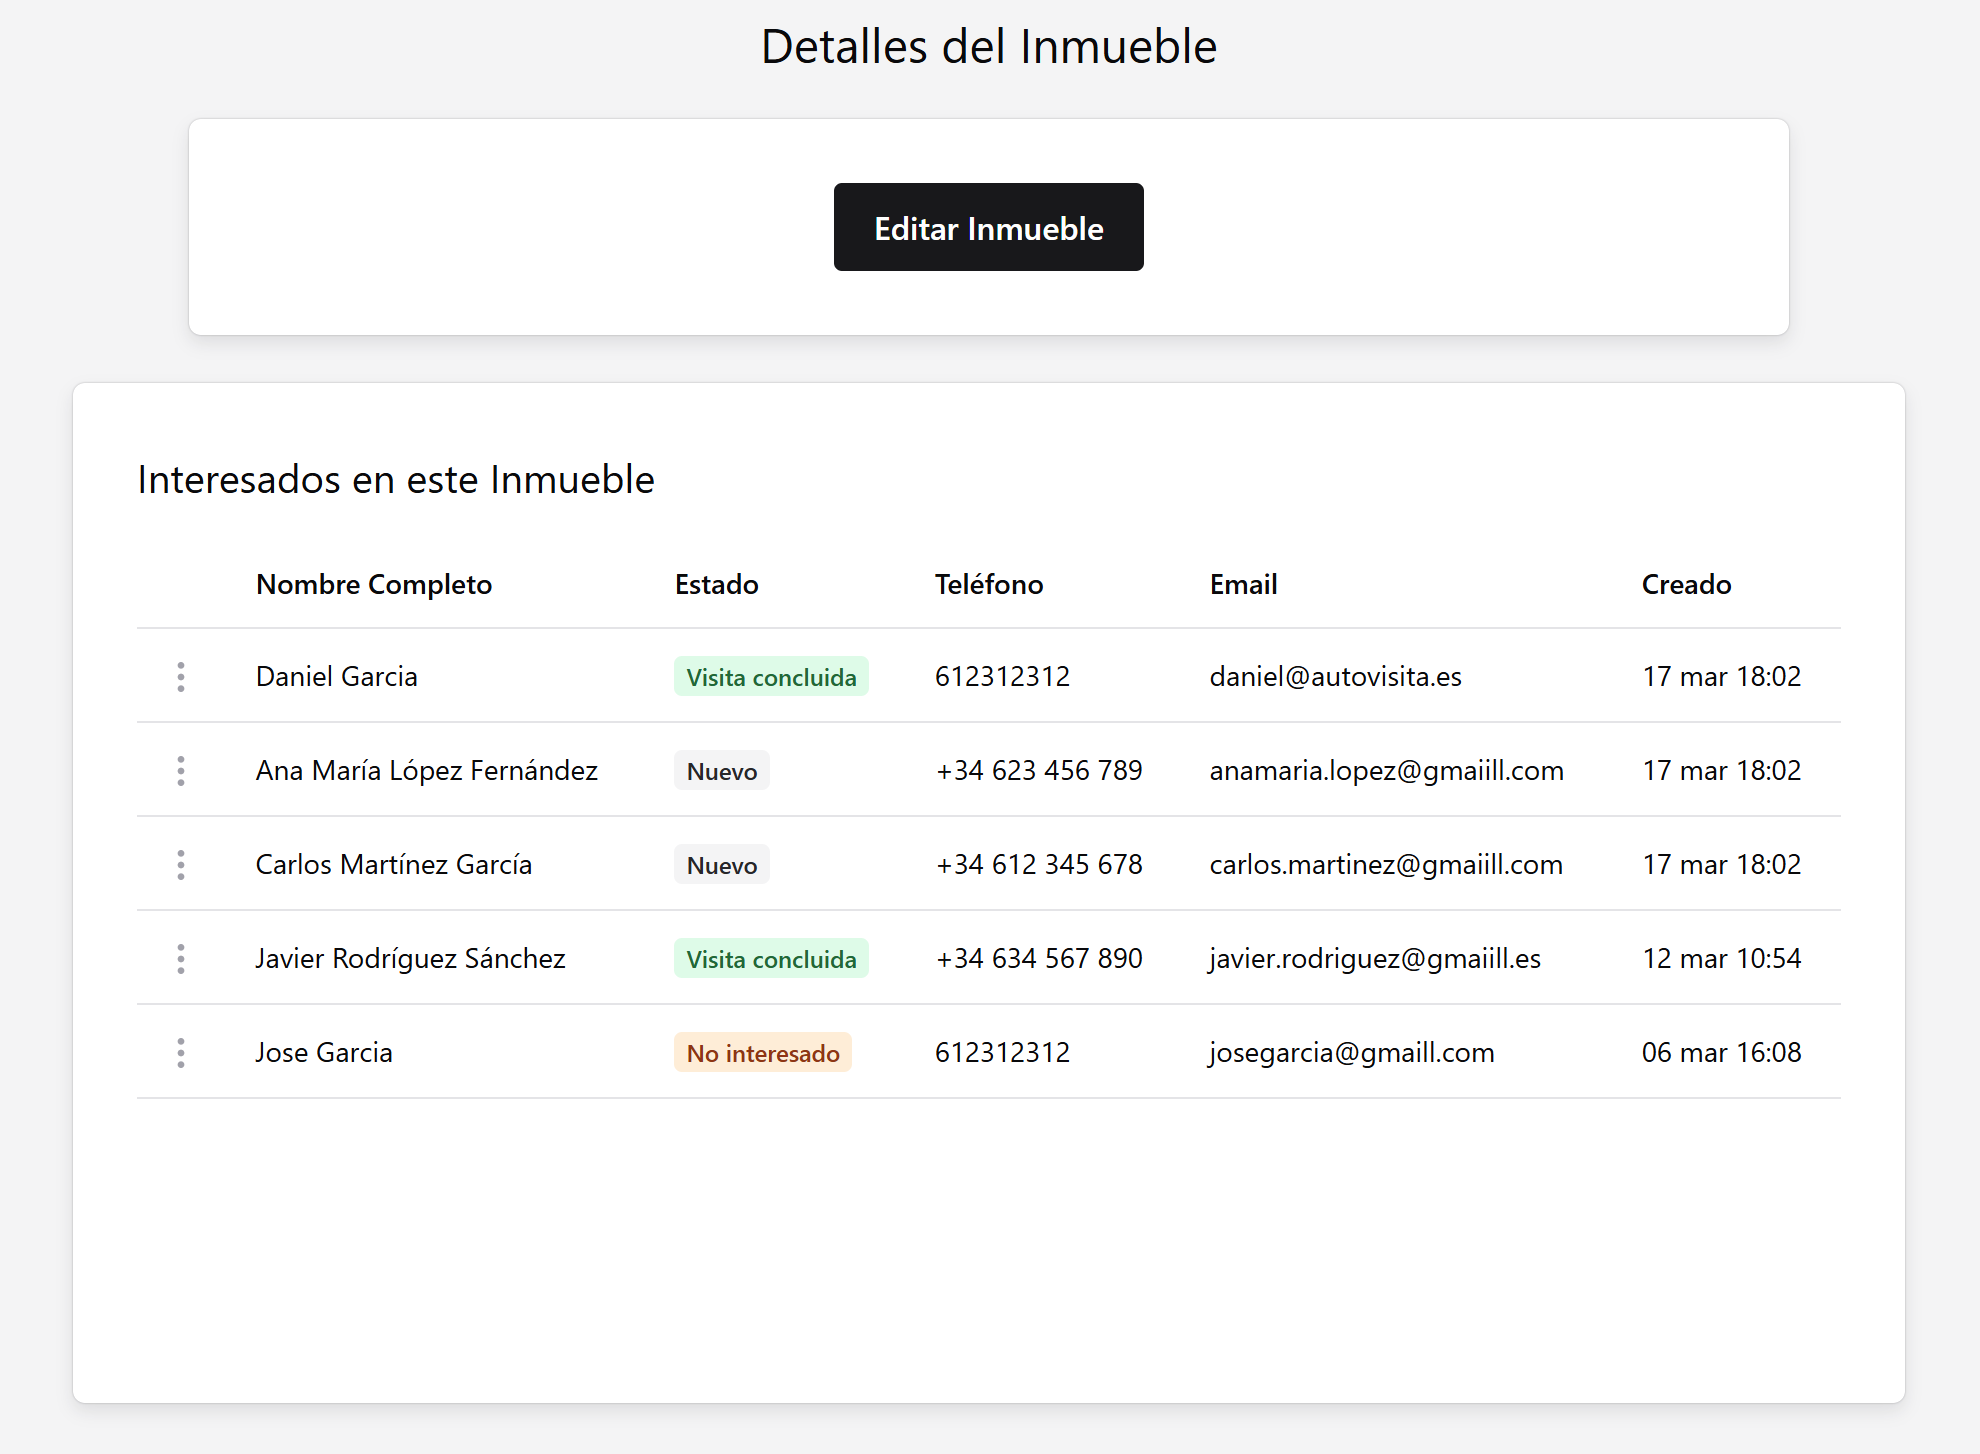 Detalles del Inmueble
Editar Inmueble
Interesados en este Inmueble
Nombre Completo Estado Teléfono Email Creado
Daniel Garcia Visita concluida 612312312 daniel@autovisita.es 17 mar 18:02
Ana María López Fernández Nuevo +34 623 456 789 anamaria.lopez@gmaiill.com 17 mar 18:02
Carlos Martínez García Nuevo +34 612 345 678 carlos.martinez@gmaiill.com 17 mar 18:02
Javier Rodríguez Sánchez Visita concluida +34 634 567 890 javier.rodriguez@gmaiill.es 12 mar 10:54
Jose Garcia No interesado 612312312 josegarcia@gmaill.com 06 mar 16:08